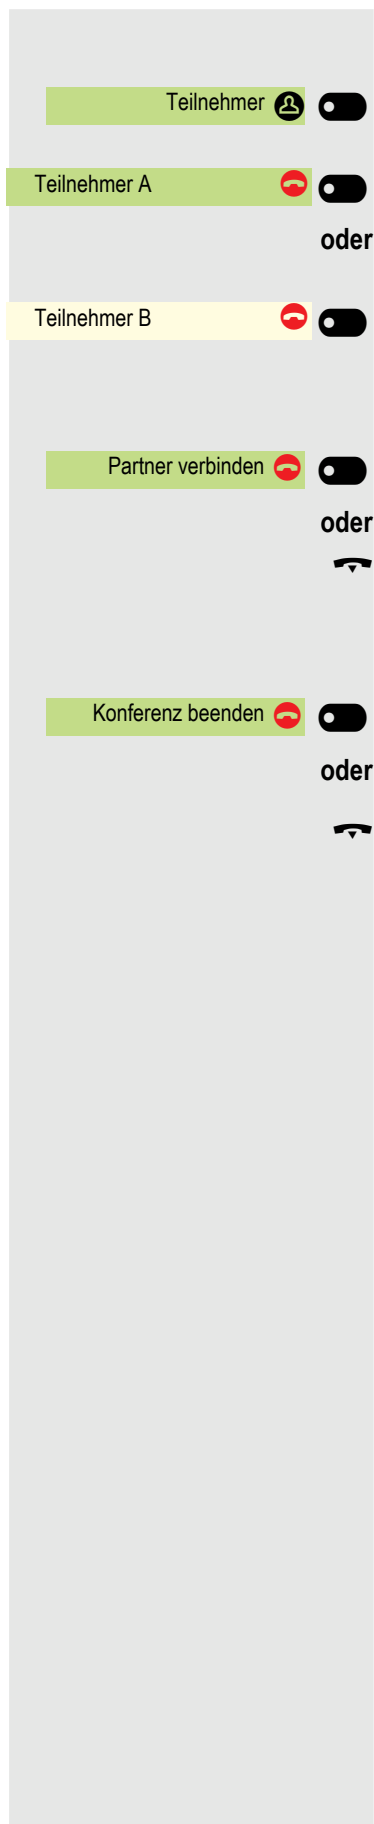 Teilnehmer
Teilnehmer A
oder
Teilnehmer B
Partner verbinden
oder
Konferenz beenden
oder